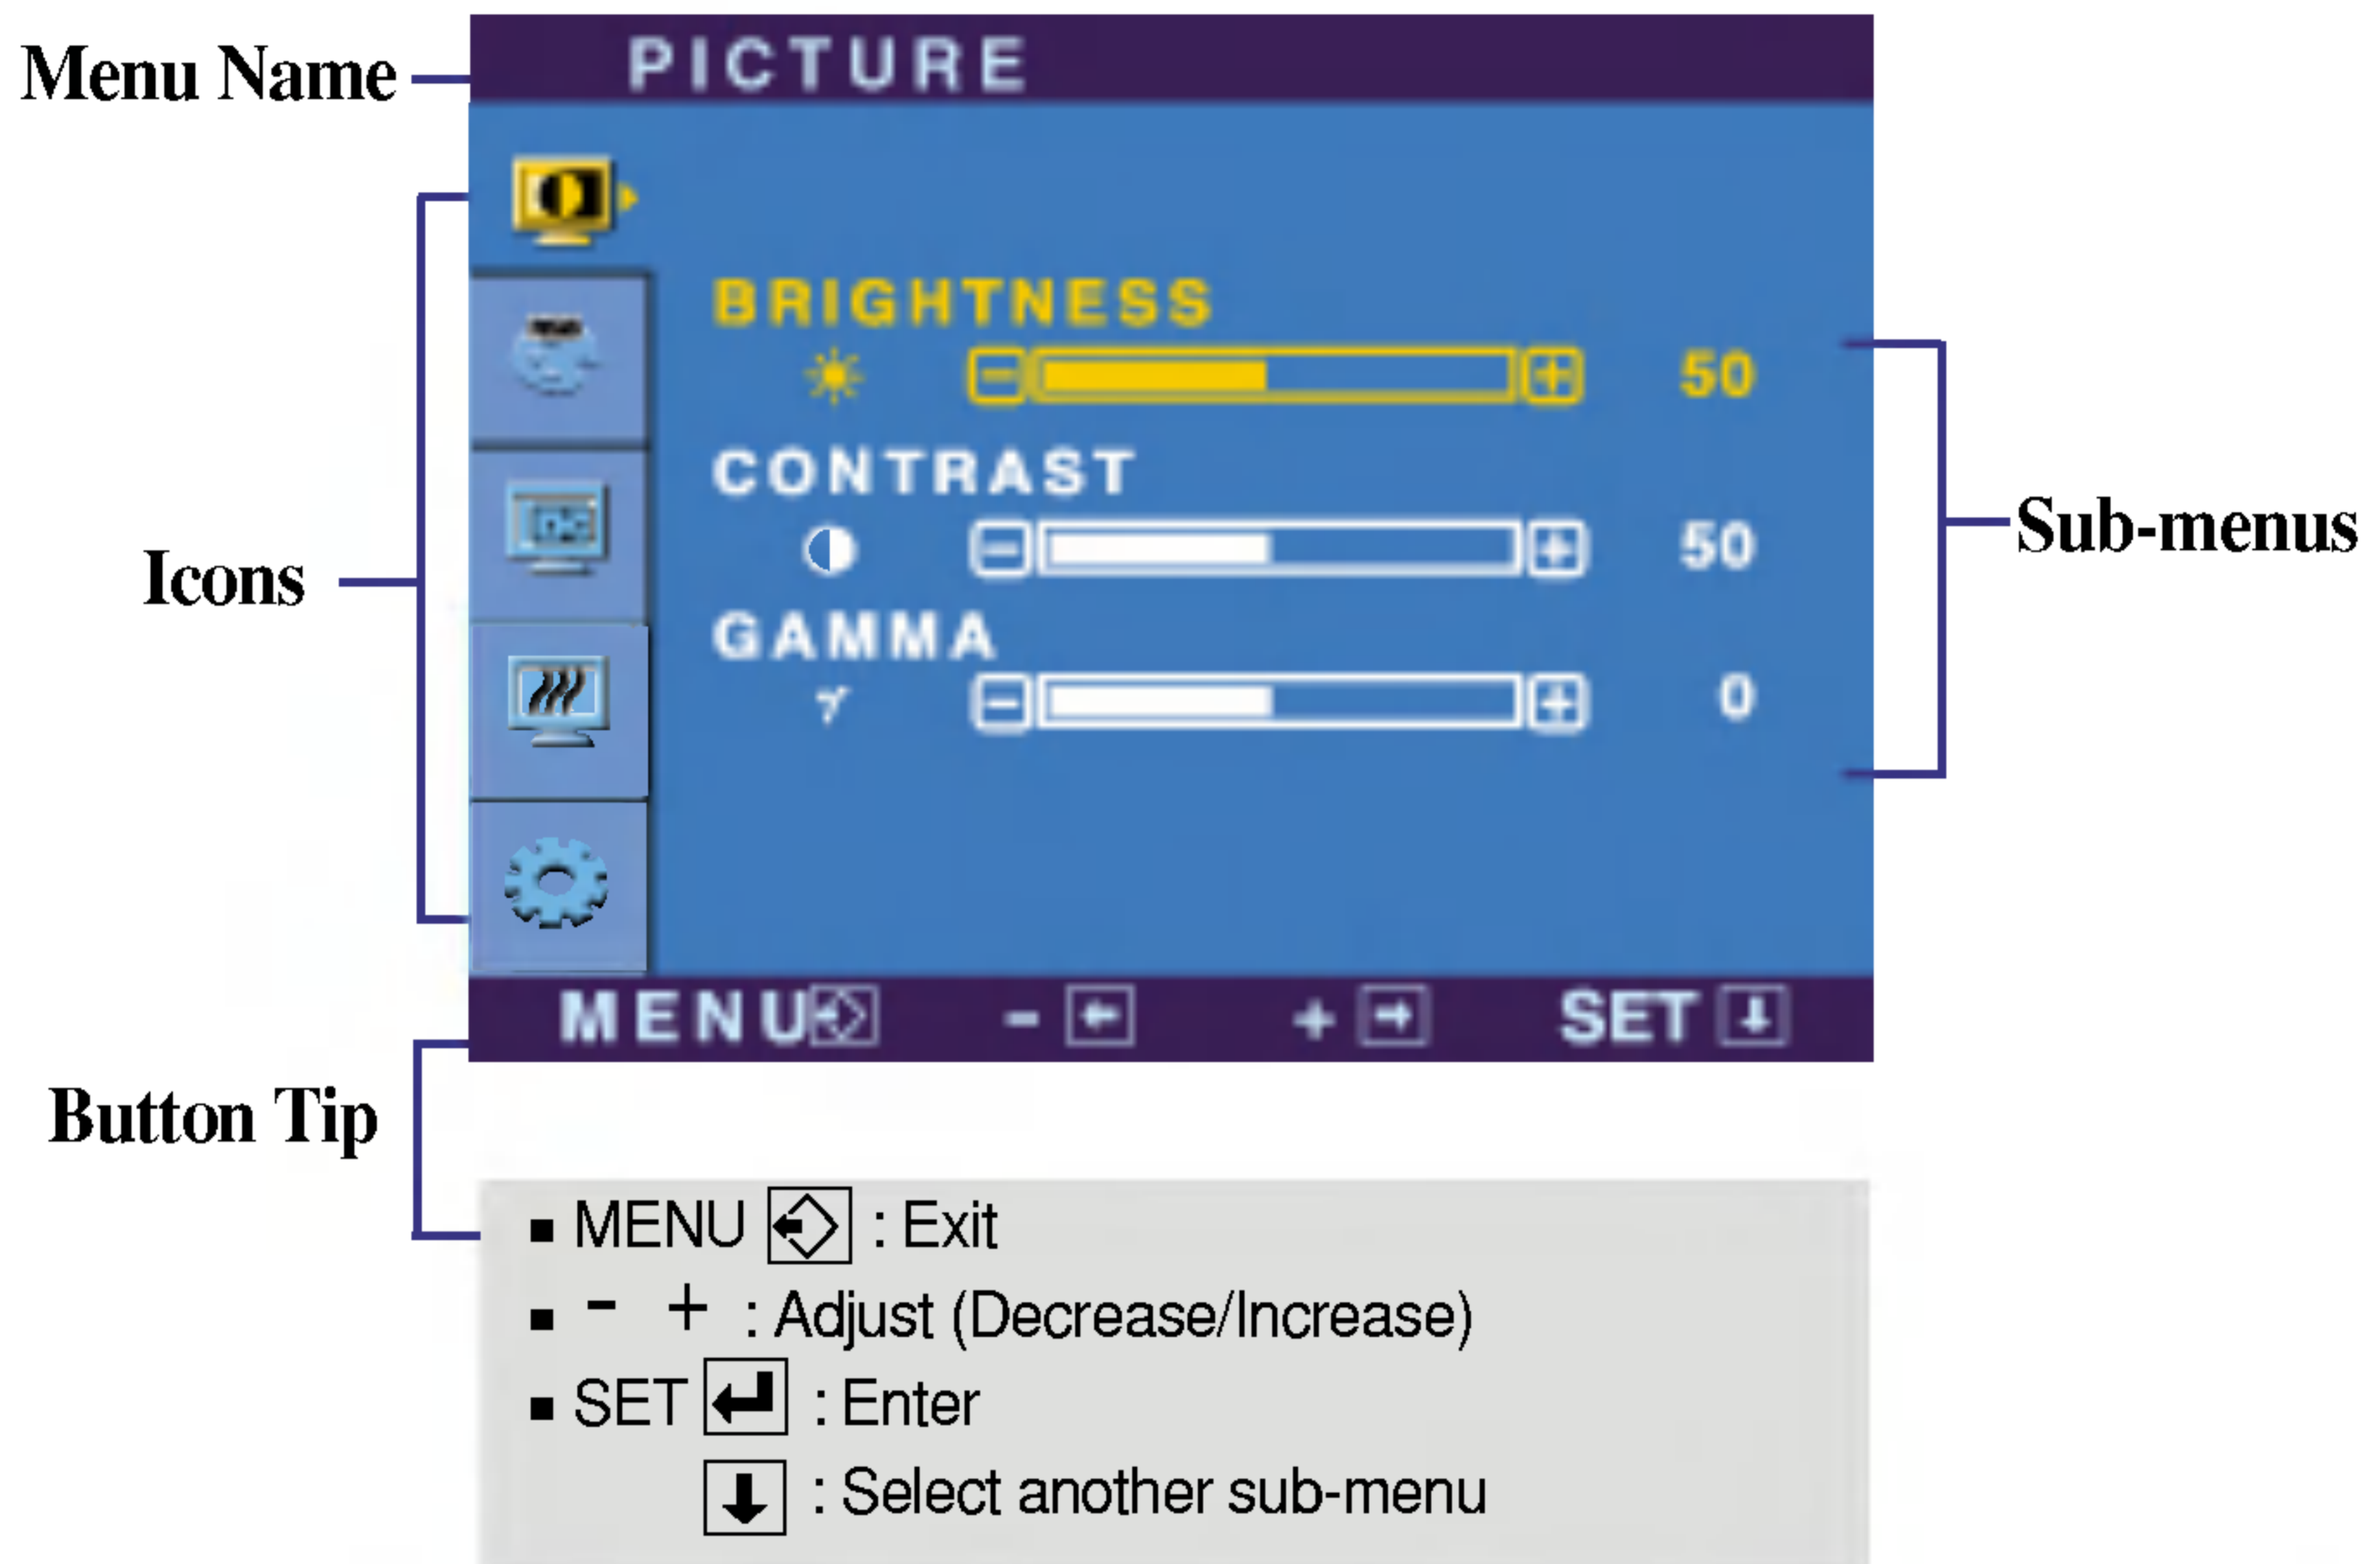 Menu Name
PICTURE
BRIGHTNESS
50
CONTRAST
50
GAMMA
0
Icons
Sub-menus
MENU - + SET
Button Tip
■ MENU : Exit
■ - + : Adjust (Decrease/Increase)
■ SET : Enter
: Select another sub-menu